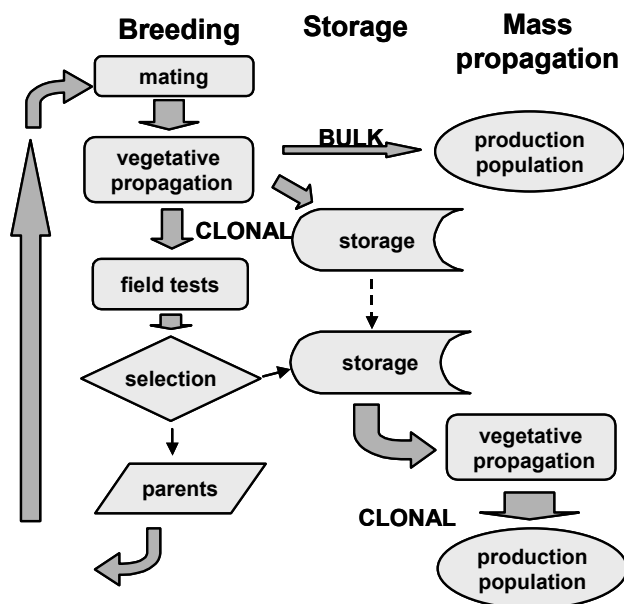 Breeding
Storage
Mass
propagation
mating
BULK
production
population
vegetative
propagation
CLONAL
storage
field tests
storage
selection
vegetative
propagation
parents
CLONAL
production
population